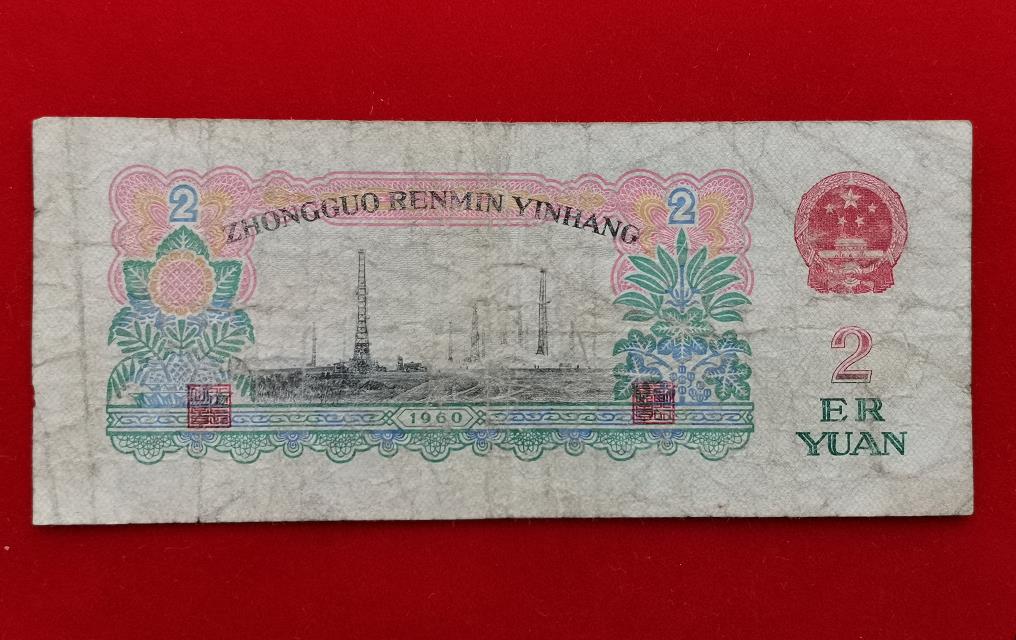 2
2
ZHONGGUO RENMIN YINHANG
1960
2
ER
YUAN